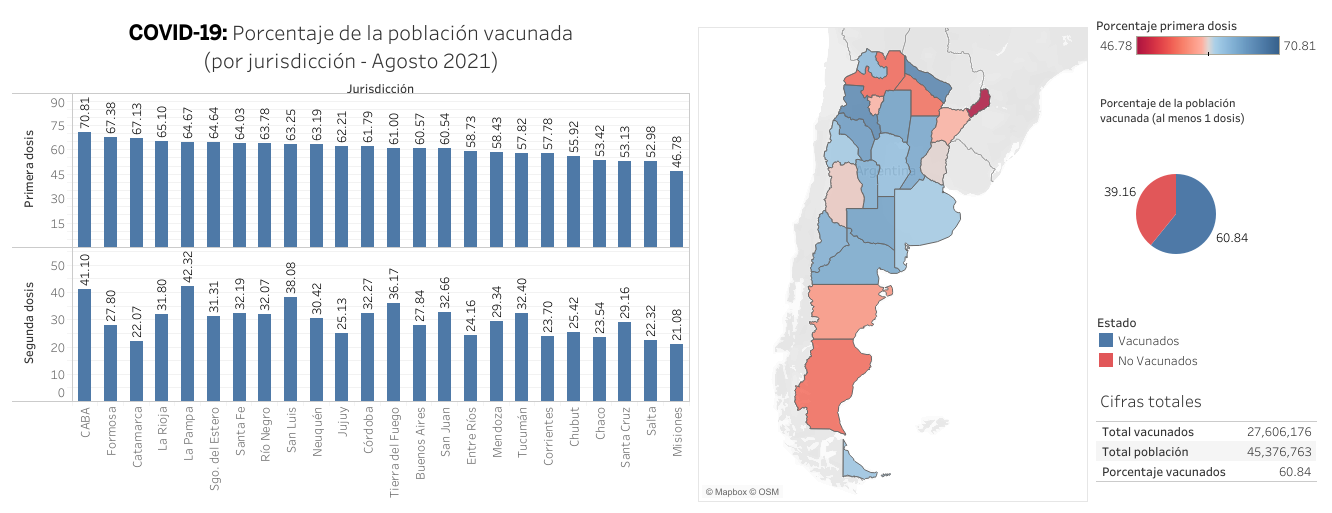 COVID-19: Porcentaje de la población vacunada
(por jurisdicción - Agosto 2021)
Jurisdicción
Primera dosis
90
75
60
45
30
15
70.81
67.38
67.13
65.10
64.67
64.64
64.03
63.78
63.25
63.19
62.21
61.79
61.00
60.57
60.54
58.73
58.43
57.82
57.78
55.92
53.42
53.13
52.98
46.78
Segunda dosis
50
40
30
20
10
0
41.10
27.80
22.07
31.80
42.32
31.31
32.19
32.07
38.08
30.42
25.13
32.27
36.17
27.84
32.66
24.16
29.34
32.40
23.70
25.42
23.54
29.16
22.32
21.08
CABA
Formosa
Catamarca
La Rioja
La Pampa
Sgo. del Estero
Santa Fe
Río Negro
San Luis
Neuquén
Jujuy
Córdoba
Tierra del Fuego
Buenos Aires
San Juan
Entre Ríos
Mendoza
Tucumán
Corrientes
Chubut
Chaco
Santa Cruz
Salta
Misiones
Argentina
© Mapbox © OSM
Porcentaje primera dosis
46.78 70.81
Porcentaje de la población
vacunada (al menos 1 dosis)
39.16
60.84
Estado
Vacunados
No Vacunados
Cifras totales
Total vacunados 27,606,176
Total población 45,376,763
Porcentaje vacunados 60.84